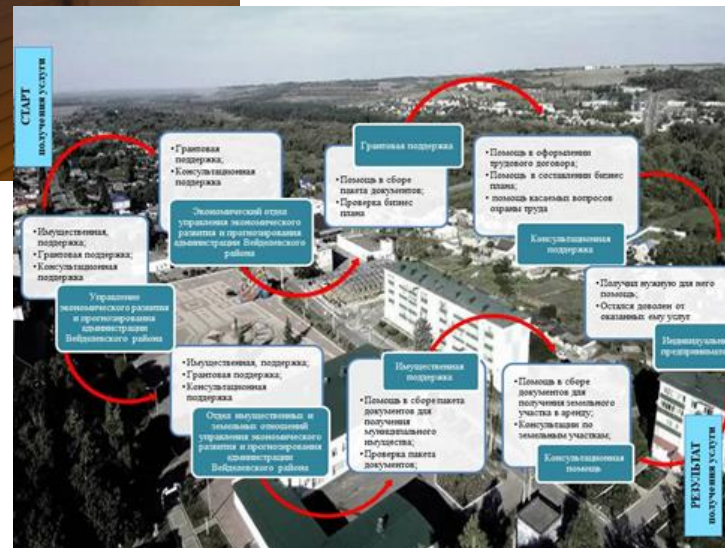 СТАРТ
получения услуги
•Имущественная,
поддержка;
•Грантовая поддержка;
•Консультационная
поддержка
Управление
экономического развития
и прогнозирования
администрации
Вейделевского района
•Грантовая
поддержка;
•Консультационная
поддержка
Экономический отдел
управления экономического
развития и прогнозирования
администрации Вейделевского
района
Грантовая поддержка
•Помощь в сборе
пакета документов;
•Проверка бизнес
плана
•Помощь в оформлении
трудового договора;
•Помощь в составлении бизнес
плана;
•помощь касаемых вопросов
охраны труда
Консультационная
поддержка
•Получил нужную для него
помощь;
•Остался доволен от
оказанных ему услуг
•Имущественная, поддержка;
•Грантовая поддержка;
•Консультационная
поддержка
Отдел имущественных и
земельных отношений
управления экономического
развития и прогнозирования
администрации
Вейделевского района
Имущественная
поддержка
•Помощь в сборе пакета
документов для
получения
муниципального
имущества;
•Проверка пакета
документов;
•Помощь в сборе
документов для
получения земельного
участка в аренду;
•Консультации по
земельным участкам;
Консультационная
помощь
РЕЗУЛЬТАТ
получения услуги